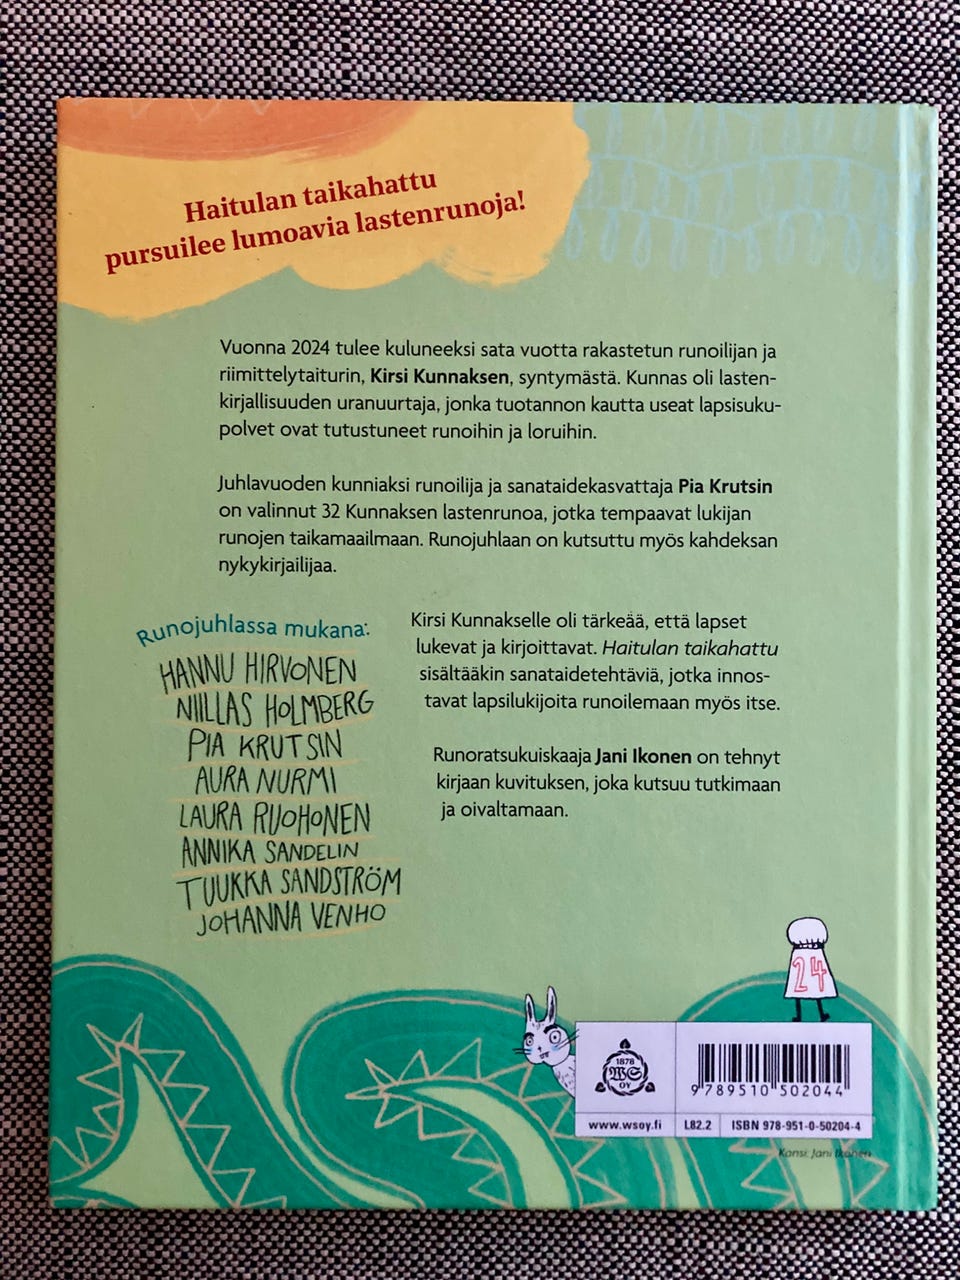 Haitulan taikahattu
pursuilee lumoavia lastenrunoja!
Vuonna 2024 tulee kuluneeksi sata vuotta rakastetun runoilijan ja
riimittelytaiturin, Kirsi Kunnaksen, syntymästä. Kunnas oli lasten-
kirjallisuuden uranuurtaja, jonka tuotannon kautta useat lapsisuku-
polvet ovat tutustuneet runoihin ja loruihin.
Juhlavuoden kunniaksi runoilija ja sanataidekasvattaja Pia Krutsin
on valinnut 32 Kunnaksen lastenrunoa, jotka tempaavat lukijan
runojen taikamaailmaan. Runojuhlaan on kutsuttu myös kahdeksan
nykykirjailijaa.
Runojuhlassa mukana:
HANNU HIRVONEN
NIILLAS HOLMBERG
PIA KRUTSIN
AURA NURMI
LAURA RUOHONEN
ANNIKA SANDELIN
TUUKKA SANDSTRÖM
JOHANNA VENHO
Kirsi Kunnakselle oli tärkeää, että lapset
lukevat ja kirjoittavat. Haitulan taikahattu
sisältääkin sanataidetehtäviä, jotka innos-
tavat lapsilukijoita runoilemaan myös itse.
Runoratsukuiskaaja Jani Ikonen on tehnyt
kirjaan kuvituksen, joka kutsuu tutkimaan
ja oivaltamaan.
24
1878
WS
OY
9 789510 502044
www.wsoy.fi L82.2 ISBN 978-951-0-50204-4
Kansi: Jani Ikonen